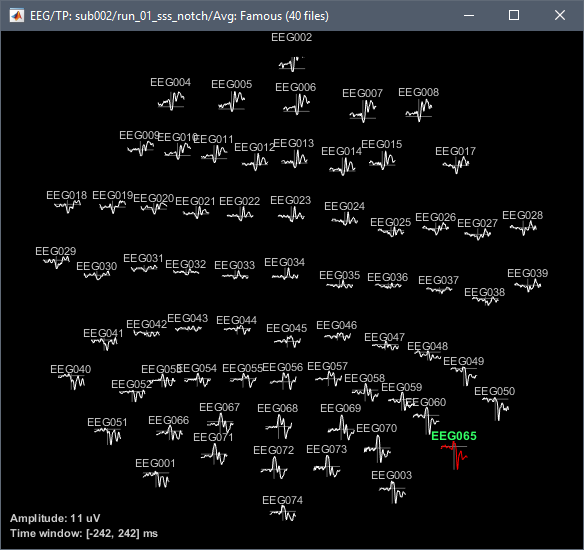 EEG/TP: sub002/run_01_sss_notch/Avg: Famous (40 files)
EEG002
EEG004 EEG005 EEG006 EEG007 EEG008
EEG009 EEG010 EEG011 EEG012 EEG013 EEG014 EEG015 EEG017
EEG018 EEG019 EEG020 EEG021 EEG022 EEG023 EEG024 EEG025 EEG026 EEG027 EEG028
EEG029 EEG030 EEG031 EEG032 EEG033 EEG034 EEG035 EEG036 EEG037 EEG038 EEG039
EEG041 EEG042 EEG043 EEG044 EEG045 EEG046 EEG047 EEG048
EEG040 EEG052 EEG053 EEG054 EEG055 EEG056 EEG057 EEG058 EEG059 EEG049 EEG050
EEG051 EEG066 EEG067 EEG068 EEG069 EEG060
EEG071 EEG070 EEG065
EEG001 EEG072 EEG073 EEG003
EEG074
Amplitude: 11 uV
Time window: [-242, 242] ms